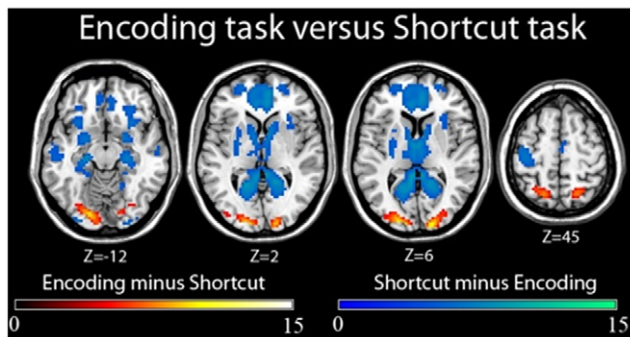 Encoding task versus Shortcut task
Z=-12
Z=2
Z=6
Z=45
Encoding minus Shortcut
Shortcut minus Encoding
0
15
0
15